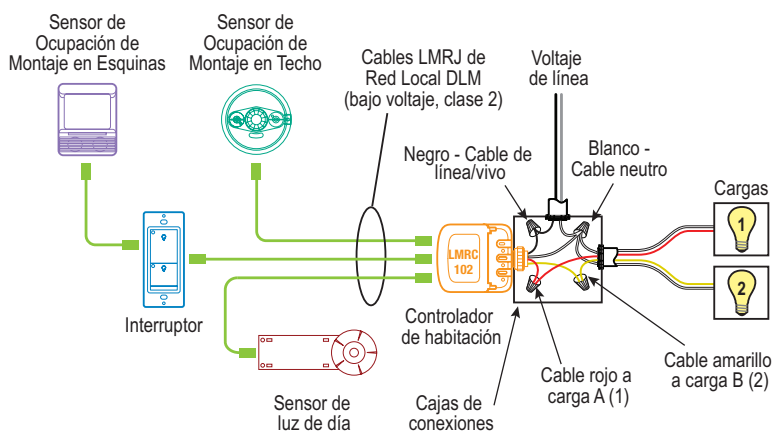 Sensor de
Ocupación de
Montaje en Esquinas
Sensor de
Ocupación de
Montaje en Techo
Cables LMRJ de
Red Local DLM
(bajo voltaje, clase 2)
Voltaje
de línea
Negro - Cable de
línea/vivo
Blanco -
Cable neutro
Cargas
1
2
LMRC
102
Interruptor
Controlador
de habitación
Sensor de
luz de día
Cajas de
conexiones
Cable rojo a
carga A (1)
Cable amarillo
a carga B (2)